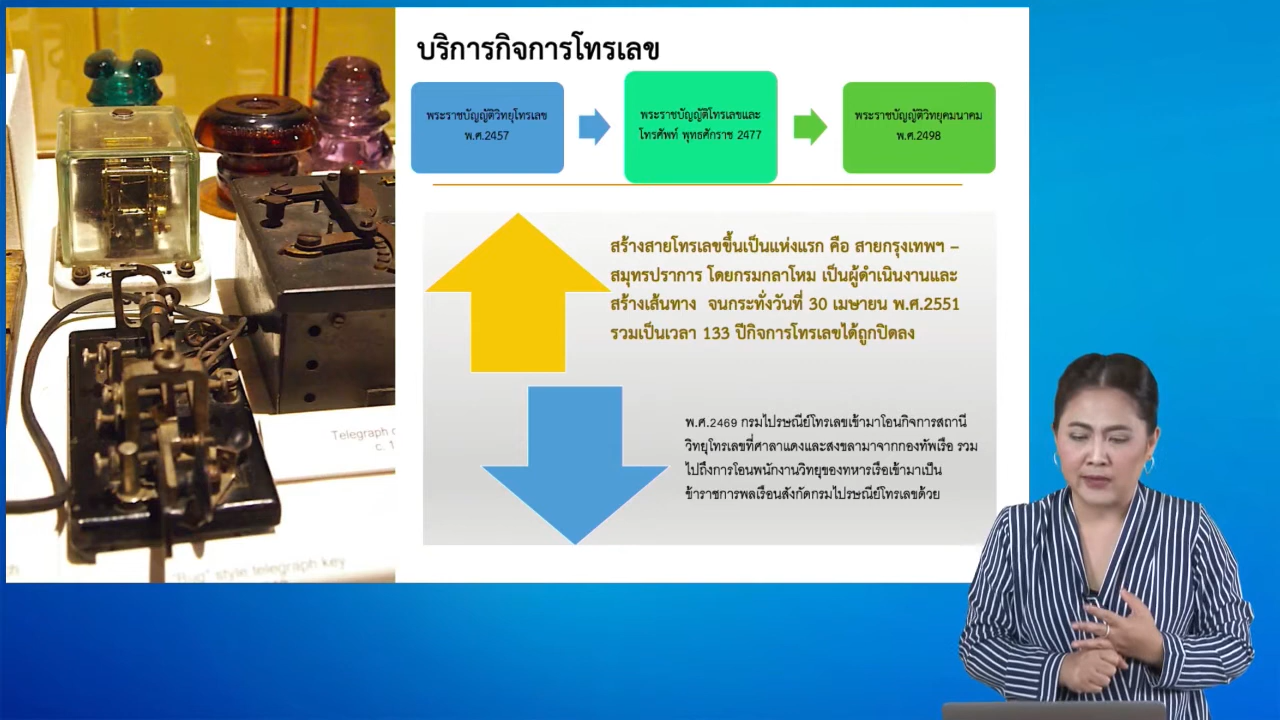 บริการกิจการโทรเลข
พระราชบัญญัติวิทยุโทรเลข
พ.ศ.2457
พระราชบัญญัติโทรเลขและ
โทรศัพท์ พุทธศักราช 2477
พระราชบัญญัติวิทยุคมนาคม
พ.ศ.2498
สร้างสายโทรเลขขึ้นเป็นแห่งแรก คือ สายกรุงเทพฯ –
สมุทรปราการ โดยกรมกลาโหม เป็นผู้ดำเนินงานและ
สร้างเส้นทาง จนกระทั่งวันที่ 30 เมษายน พ.ศ.2551
รวมเป็นเวลา 133 ปีกิจการโทรเลขได้ถูกปิดลง
พ.ศ.2469 กรมไปรษณีย์โทรเลขเข้ามาโอนกิจการสถานี
วิทยุโทรเลขที่ศาลาแดงและสงขลามาจากกองทัพเรือ รวม
ไปถึงการโอนพนักงานวิทยุของทหารเรือเข้ามาเป็น
ข้าราชการพลเรือนสังกัดกรมไปรษณีย์โทรเลขด้วย
Telegraph
c. 1
style telegraph key